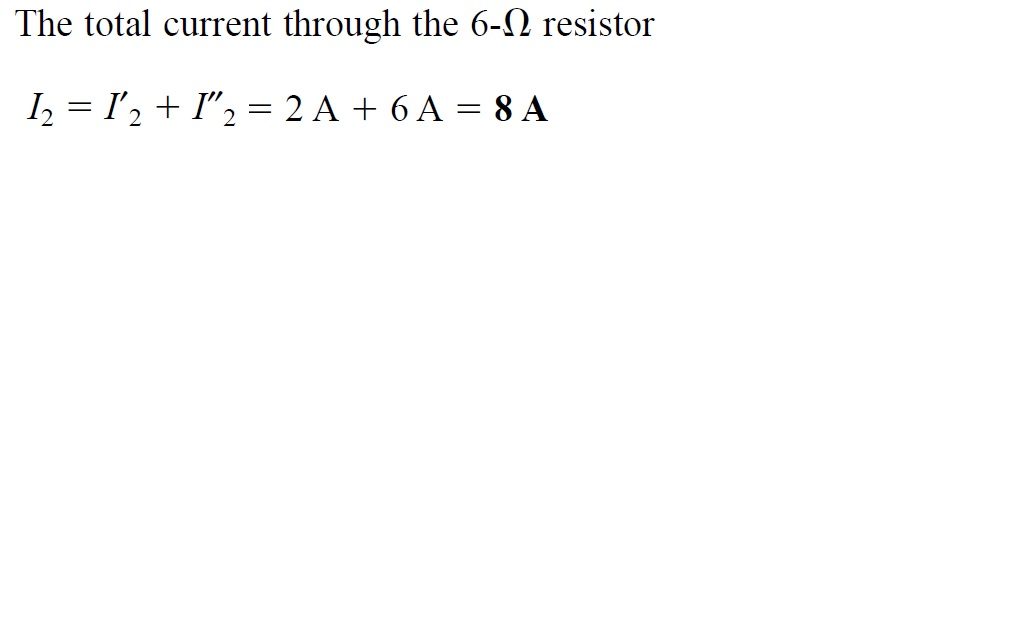 The total current through the 6-Ω resistor
I₂ = I′₂ + I″₂ = 2 A + 6 A = 8 A